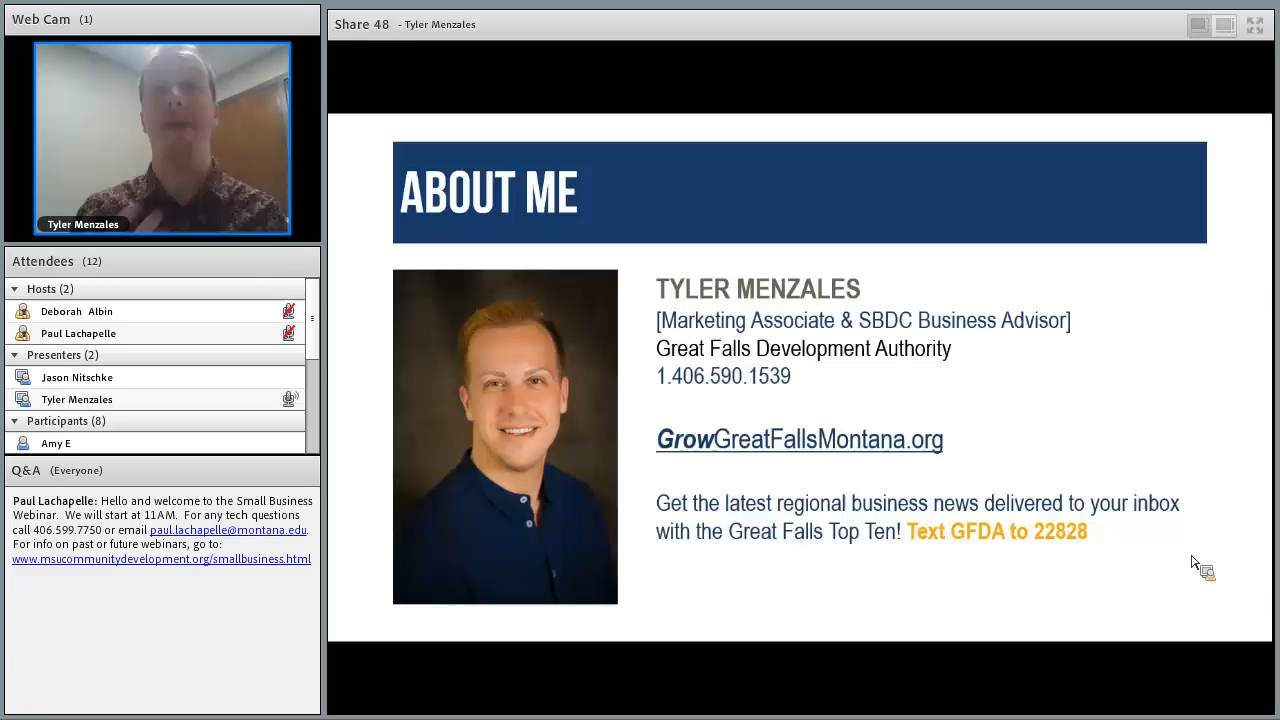 Web Cam (1)
Tyler Menzales
Attendees (12)
Hosts (2)
Deborah Albin
Paul Lachapelle
Presenters (2)
Jason Nitschke
Tyler Menzales
Participants (8)
Amy E
Q&A (Everyone)
Paul Lachapelle: Hello and welcome to the Small Business
Webinar. We will start at 11AM. For any tech questions
call 406.599.7750 or email paul.lachapelle@montana.edu.
For info on past or future webinars, go to:
www.msucommunitydevelopment.org/smallbusiness.html
Share 48 - Tyler Menzales
ABOUT ME
TYLER MENZALES
[Marketing Associate & SBDC Business Advisor]
Great Falls Development Authority
1.406.590.1539
GrowGreatFallsMontana.org
Get the latest regional business news delivered to your inbox
with the Great Falls Top Ten! Text GFDA to 22828